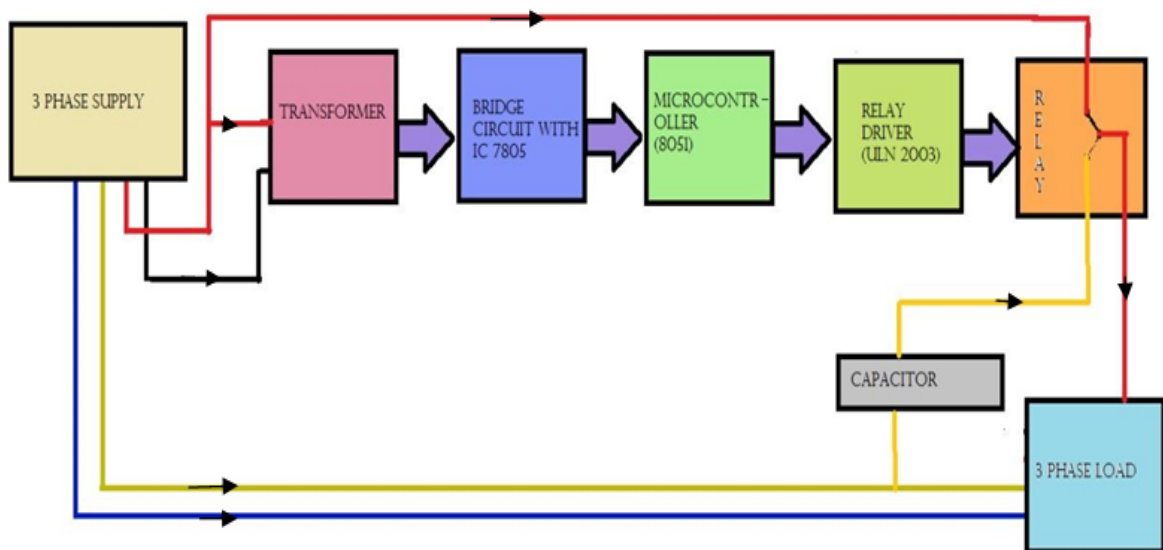 3 PHASE SUPPLY
TRANSFORMER
BRIDGE
CIRCUIT WITH
IC 7805
MICROCONTR-
OLLER
(8051)
RELAY
DRIVER
(ULN 2003)
R
E
L
A
Y
CAPACITOR
3 PHASE LOAD